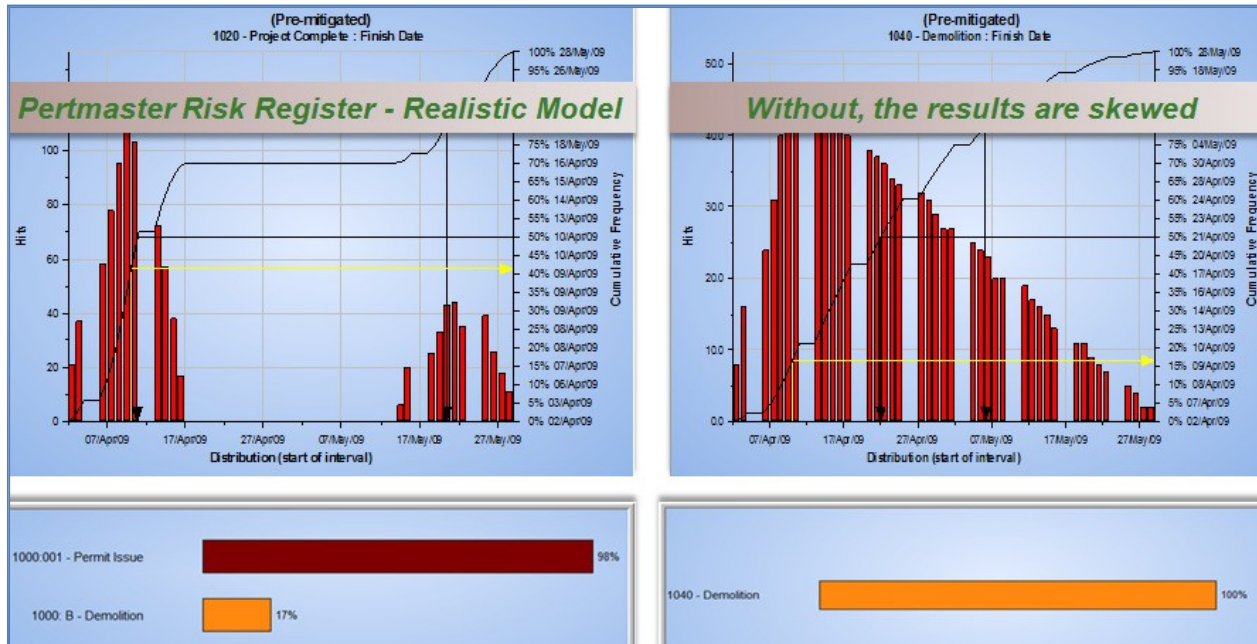 (Pre-mitigated)
1020 - Project Complete : Finish Date
100% 28/May/09
95% 26/May/09
Pertmaster Risk Register - Realistic Model
100
80
60
40
20
0
Hits
75% 18/May/09
70% 16/Apr/09
65% 15/Apr/09
60% 14/Apr/09
55% 13/Apr/09
50% 10/Apr/09
45% 10/Apr/09
40% 09/Apr/09
35% 09/Apr/09
30% 09/Apr/09
25% 08/Apr/09
20% 08/Apr/09
15% 07/Apr/09
10% 06/Apr/09
5% 03/Apr/09
0% 02/Apr/09
Cumulative Frequency
07/Apr/09 17/Apr/09 27/Apr/09 07/May/09 17/May/09 27/May/09
Distribution (start of interval)
(Pre-mitigated)
1040 - Demolition : Finish Date
100% 28/May/09
95% 18/May/09
Without, the results are skewed
50.0
40.0
30.0
20.0
10.0
0.0
Hits
75% 04/May/09
70% 30/Apr/09
65% 28/Apr/09
60% 24/Apr/09
55% 23/Apr/09
50% 21/Apr/09
45% 20/Apr/09
40% 17/Apr/09
35% 16/Apr/09
30% 14/Apr/09
25% 13/Apr/09
20% 10/Apr/09
15% 09/Apr/09
10% 08/Apr/09
5% 07/Apr/09
0% 02/Apr/09
Cumulative Frequency
07/Apr/09 17/Apr/09 27/Apr/09 07/May/09 17/May/09 27/May/09
Distribution (start of interval)
1000:001 - Permit Issue 98%
1000: B - Demolition 17%
1040 - Demolition 100%